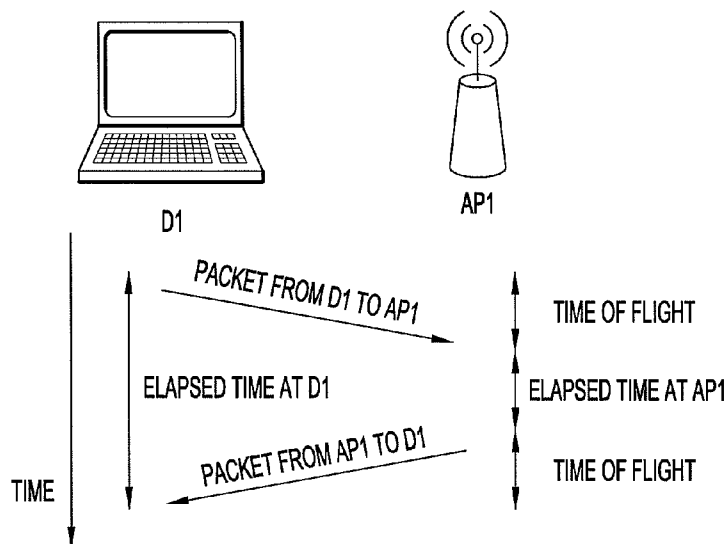 D1
AP1
PACKET FROM D1 TO AP1
TIME OF FLIGHT
ELAPSED TIME AT D1
ELAPSED TIME AT AP1
PACKET FROM AP1 TO D1
TIME OF FLIGHT
TIME